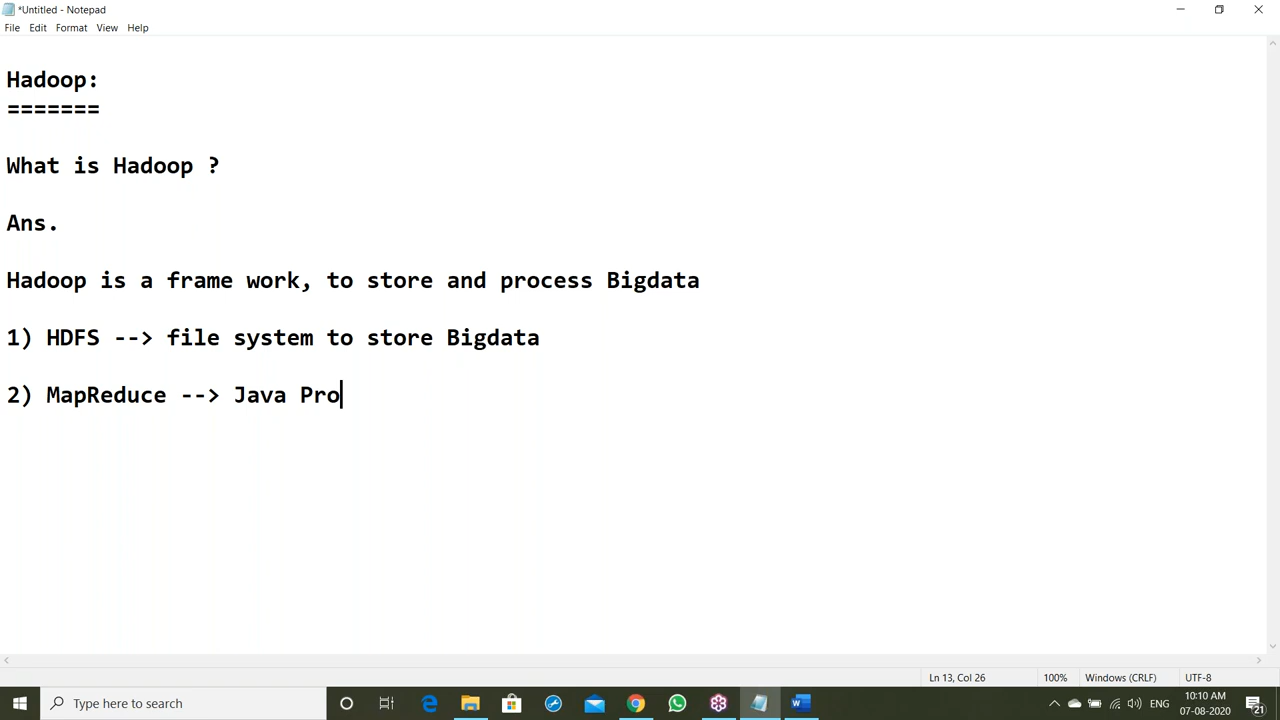 *Untitled - Notepad
File Edit Format View Help
Hadoop:
=======
What is Hadoop ?
Ans.
Hadoop is a frame work, to store and process Bigdata
1) HDFS --> file system to store Bigdata
2) MapReduce --> Java Pro
Ln 13, Col 26 100% Windows (CRLF) UTF-8
Type here to search
ENG
10:10 AM
07-08-2020
21